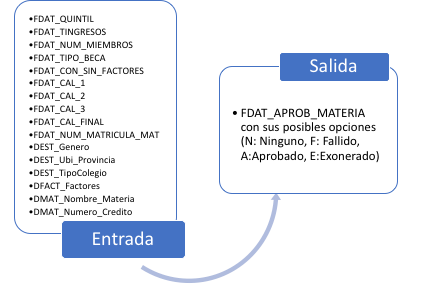 •FDAT_QUINTIL
•FDAT_TINGRESOS
•FDAT_NUM_MIEMBROS
•FDAT_TIPO_BECA
•FDAT_CON_SIN_FACTORES
•FDAT_CAL_1
•FDAT_CAL_2
•FDAT_CAL_3
•FDAT_CAL_FINAL
•FDAT_NUM_MATRICULA_MAT
•DEST_Genero
•DEST_Ubi_Provincia
•DEST_TipoColegio
•DFACT_Factores
•DMAT_Nombre_Materia
•DMAT_Numero_Credito
Entrada
Salida
• FDAT_APROB_MATERIA
con sus posibles opciones
(N: Ninguno, F: Fallido,
A:Aprobado, E:Exonerado)